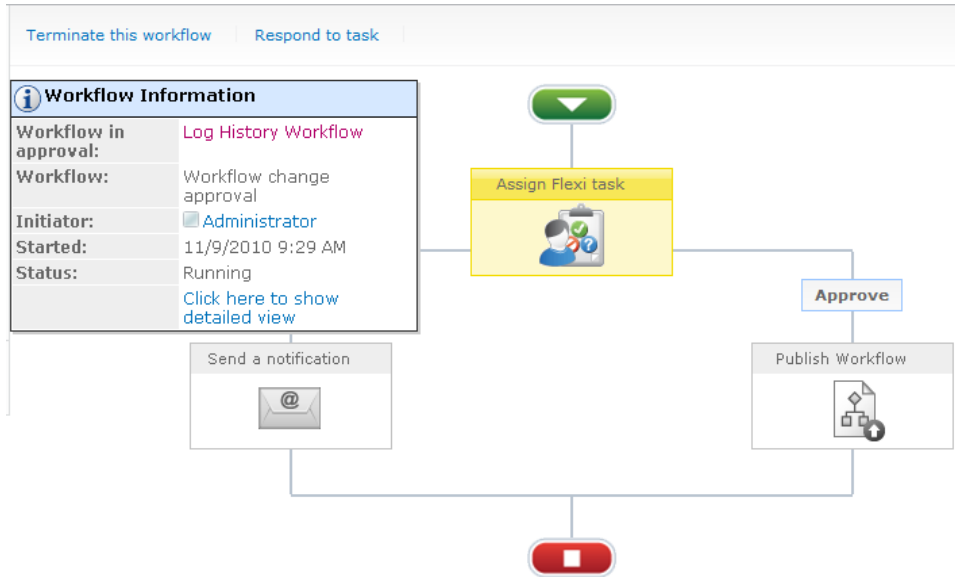 Terminate this workflow
Respond to task
Workflow Information
Workflow in approval:
Log History Workflow
Workflow:
Workflow change approval
Initiator:
Administrator
Started:
11/9/2010 9:29 AM
Status:
Running
Click here to show detailed view
Assign Flexi task
Approve
Send a notification
@
Publish Workflow